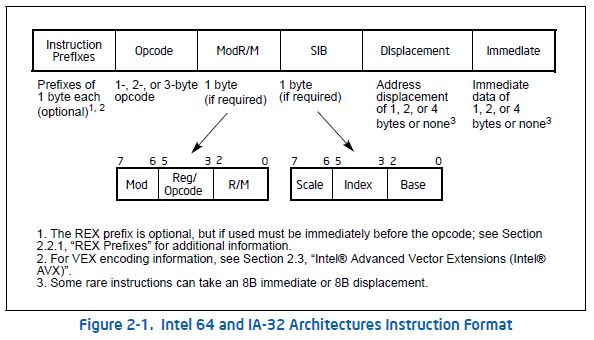 Instruction Prefixes Opcode ModR/M SIB Displacement Immediate
Prefixes of 1-, 2-, or 3-byte 1 byte 1 byte Address Immediate
1 byte each opcode (if required) (if required) displacement data of
(optional)1, 2 of 1, 2, or 4 1, 2, or 4
bytes or none3 bytes or none3
7 6 5 3 2 0 7 6 5 3 2 0
Mod Reg/Opcode R/M Scale Index Base
1. The REX prefix is optional, but if used must be immediately before the opcode; see Section
2.2.1, “REX Prefixes” for additional information.
2. For VEX encoding information, see Section 2.3, “Intel® Advanced Vector Extensions (Intel®
AVX)”.
3. Some rare instructions can take an 8B immediate or 8B displacement.
Figure 2-1. Intel 64 and IA-32 Architectures Instruction Format